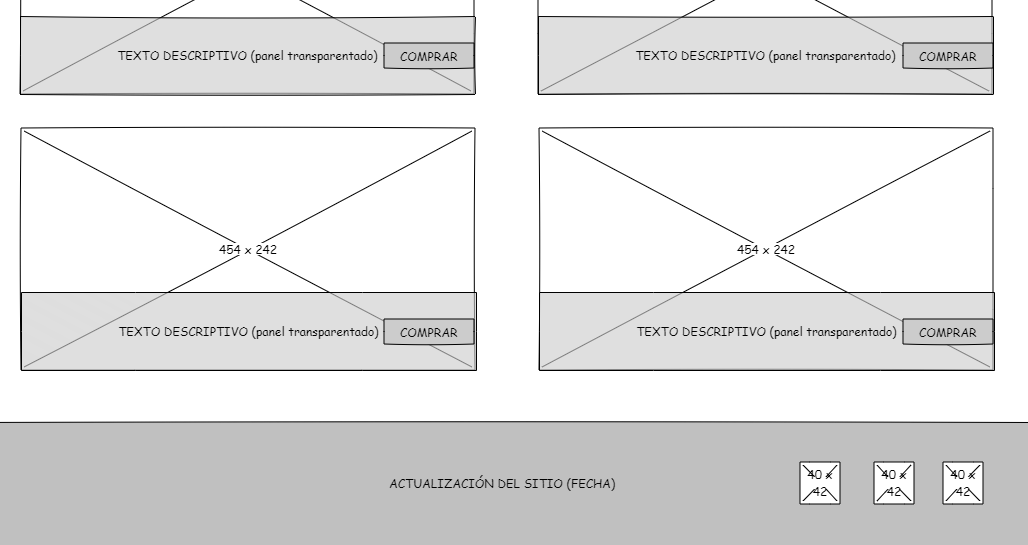 TEXTO DESCRIPTIVO (panel transparentado) COMPRAR
TEXTO DESCRIPTIVO (panel transparentado) COMPRAR
454 x 242
454 x 242
TEXTO DESCRIPTIVO (panel transparentado) COMPRAR
TEXTO DESCRIPTIVO (panel transparentado) COMPRAR
ACTUALIZACIÓN DEL SITIO (FECHA)
40 x
42
40 x
42
40 x
42